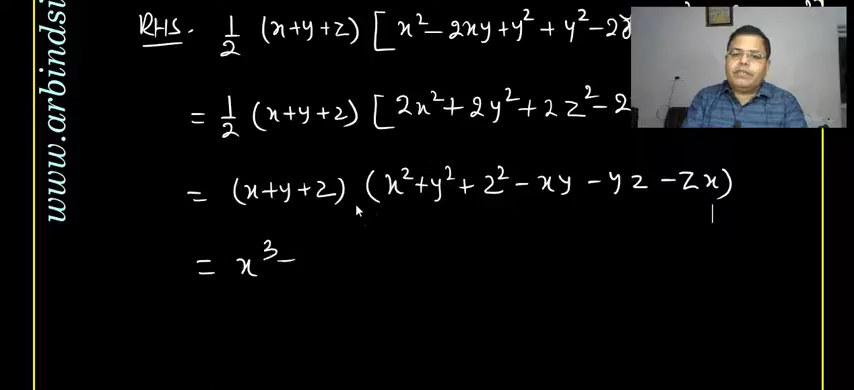 www.arbindsi
RHS. 1/2 (x+y+z) [x² - 2xy + y² + y² - 2
= 1/2 (x+y+z) [2x² + 2y² + 2z² - 2
= (x+y+z) (x² + y² + z² - xy - yz - zx)
= x³ -